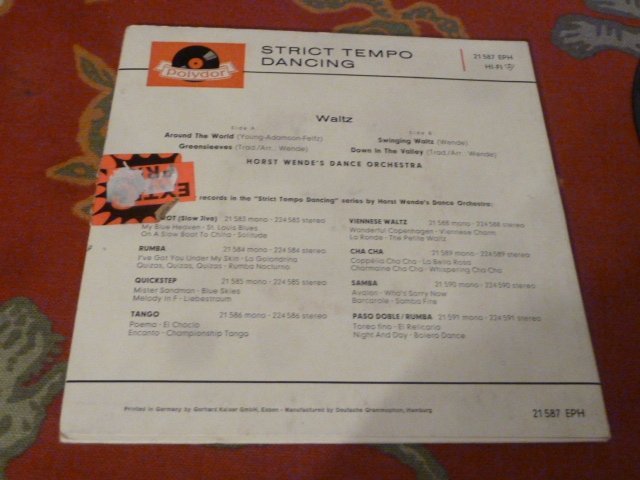 Polydor
STRICT TEMPO
DANCING
21 587 EPH
HI-FI
Waltz
Side A
Around The World (Young-Adamson-Feltz)
Greensleeves (Trad./Arr.: Wende)
Side B
Swinging Waltz (Wende)
Down In The Valley (Trad./Arr.: Wende)
HORST WENDE'S DANCE ORCHESTRA
EXTRA
records in the "Strict Tempo Dancing" series by Horst Wende's Dance Orchestra:
OT (Slow Jive) 21 583 mono - 224 583 stereo
My Blue Heaven - St. Louis Blues
On A Slow Boat To China - Solitude
RUMBA 21 584 mono - 224 584 stereo
I've Got You Under My Skin - La Golondrina
Quizas, Quizas, Quizas - Rumba Nocturno
QUICKSTEP 21 585 mono - 224 585 stereo
Mister Sandman - Blue Skies
Melody in F - Liebestraum
TANGO 21 586 mono - 224 586 stereo
Poema - El Choclo
Encanto - Championship Tango
VIENNESE WALTZ 21 588 mono - 224 588 stereo
Wonderful Copenhagen - Viennese Charm
La Ronde - The Petite Waltz
CHA CHA 21 589 mono - 224 589 stereo
Coppelia Cha Cha - La Bella Rosa
Charmaine Cha Cha - Whispering Cha Cha
SAMBA 21 590 mono - 224 590 stereo
Avalon - Who's Sorry Now
Barcarole - Samba Fire
PASO DOBLE / RUMBA 21 591 mono - 224 591 stereo
Toreo fino - El Relicario
Night And Day - Bolero Dance
Printed in Germany by Gerhard Kaiser GmbH, Essen - Manufactured by Deutsche Grammophon, Hamburg
21 587 EPH